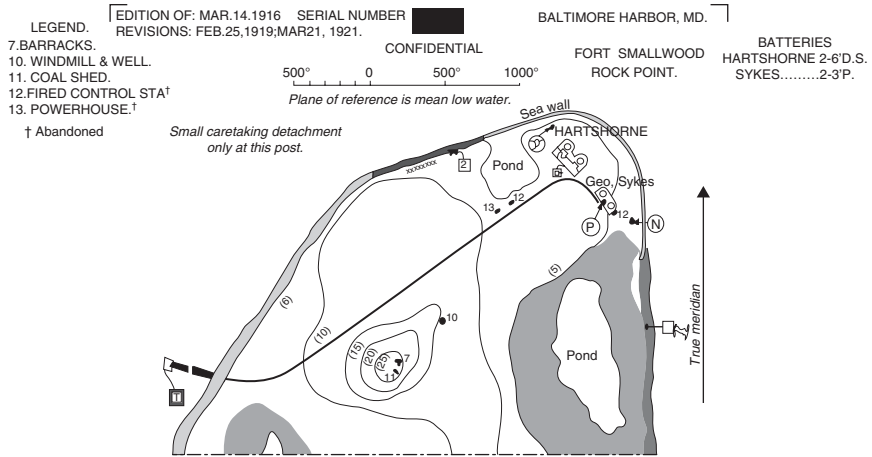 LEGEND.
7.BARRACKS.
10. WINDMILL & WELL.
11. COAL SHED.
12.FIRED CONTROL STA†
13. POWERHOUSE.†
† Abandoned
EDITION OF: MAR.14.1916 SERIAL NUMBER
REVISIONS: FEB.25,1919;MAR21, 1921.
CONFIDENTIAL
BALTIMORE HARBOR, MD.
FORT SMALLWOOD
ROCK POINT.
BATTERIES
HARTSHORNE 2-6'D.S.
SYKES.........2-3'P.
500° 0 500° 1000°
Plane of reference is mean low water.
Small caretaking detachment
only at this post.
Sea wall
HARTSHORNE
xxxxxxxx
2
Pond
Geo, Sykes
13
12
12
P
N
(5)
(6)
(10)
(15)
(20)
(25)
10
7
11
Pond
T
True meridian